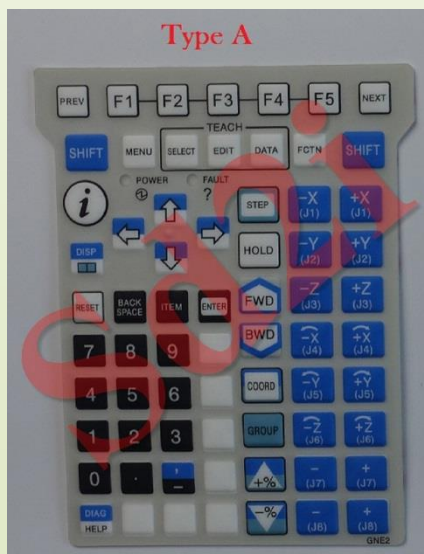 Type A
PREV F1 F2 F3 F4 F5 NEXT
TEACH
SHIFT MENU SELECT EDIT DATA FCTN SHIFT
POWER FAULT
i ? STEP -X (J1) +X (J1)
DISP HOLD -Y (J2) +Y (J2)
RESET BACK SPACE ITEM ENTER FWD -Z (J3) +Z (J3)
7 8 9 BWD -X (J4) +X (J4)
4 5 6 COORD -Y (J5) +Y (J5)
1 2 3 GROUP -Z (J6) +Z (J6)
0 . , - +% - (J7) + (J7)
DIAG HELP -% - (J8) + (J8)
GNE2